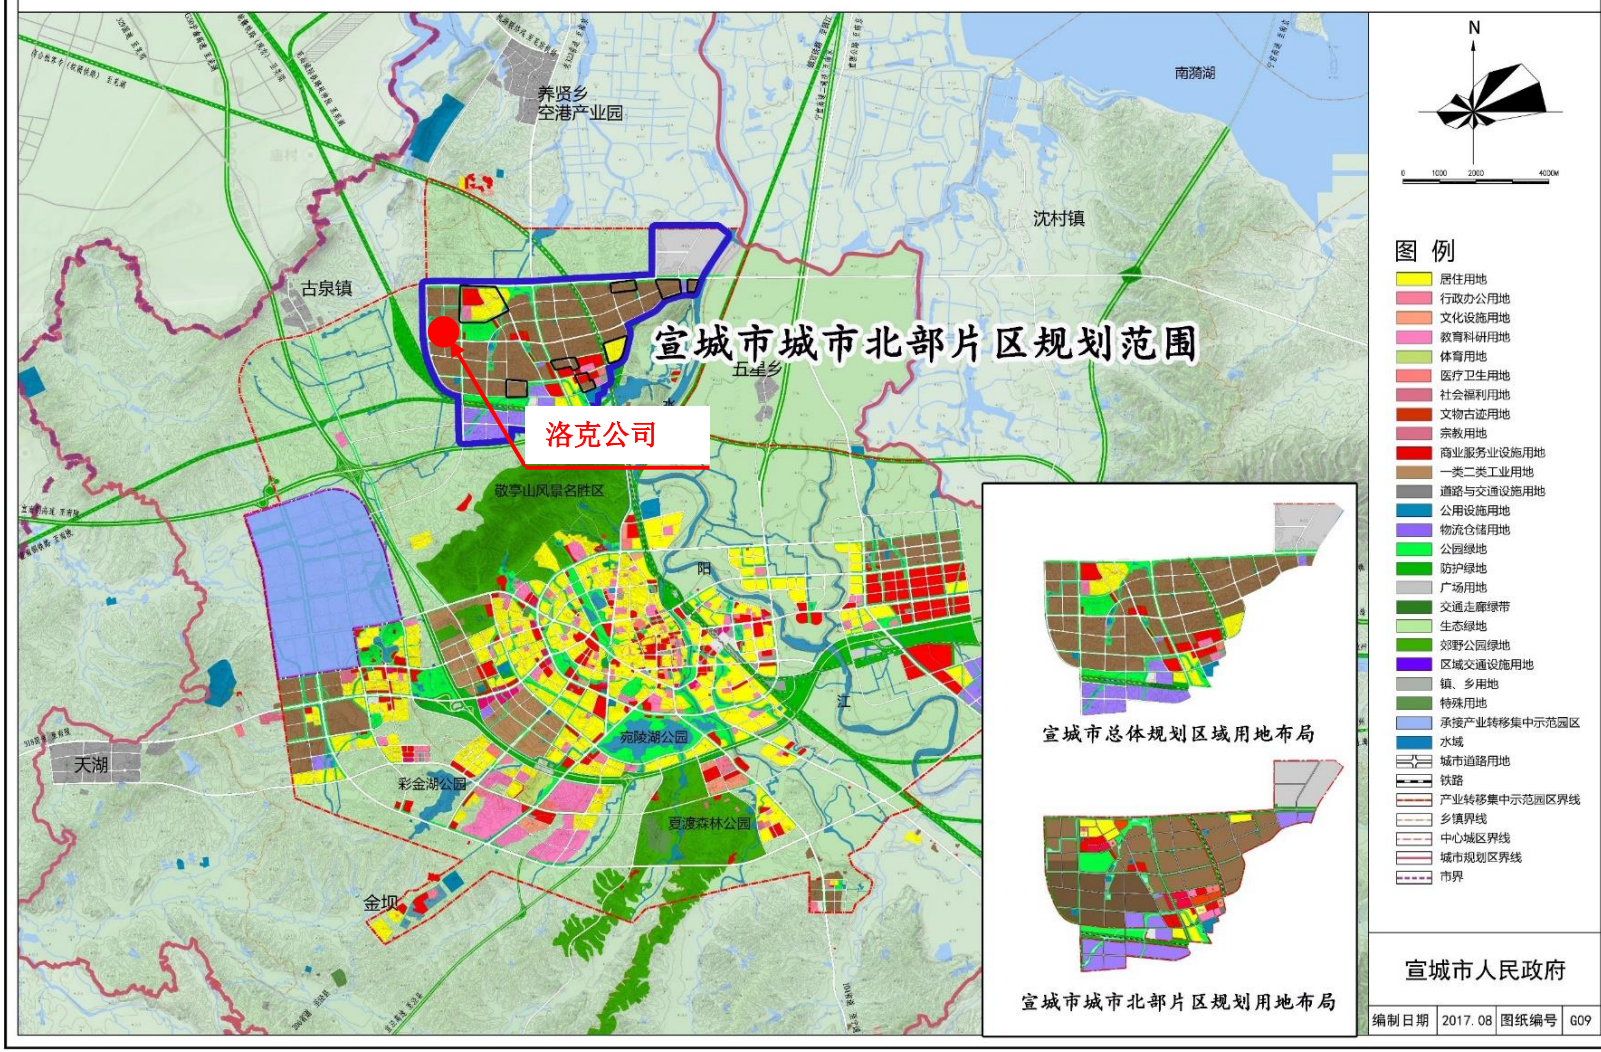 养贤乡
空港产业园
南漪湖
沈村镇
古泉镇
宣城市城市北部片区规划范围
五星乡
水
洛克公司
敬亭山风景名胜区
阳
江
宛陵湖公园
天湖
彩金湖公园
夏渡森林公园
金坝
宣城市总体规划区域用地布局
宣城市城市北部片区规划用地布局
N
0 1000 2000 4000M
图 例
居住用地
行政办公用地
文化设施用地
教育科研用地
体育用地
医疗卫生用地
社会福利用地
文物古迹用地
宗教用地
商业服务业设施用地
一类二类工业用地
道路与交通设施用地
公用设施用地
物流仓储用地
公园绿地
防护绿地
广场用地
交通走廊绿带
生态绿地
郊野公园绿地
区域交通设施用地
镇、乡用地
特殊用地
承接产业转移集中示范园区
水域
城市道路用地
铁路
产业转移集中示范园区界线
乡镇界线
中心城区界线
城市规划区界线
市界
宣城市人民政府
编制日期 2017.08 图纸编号 G09